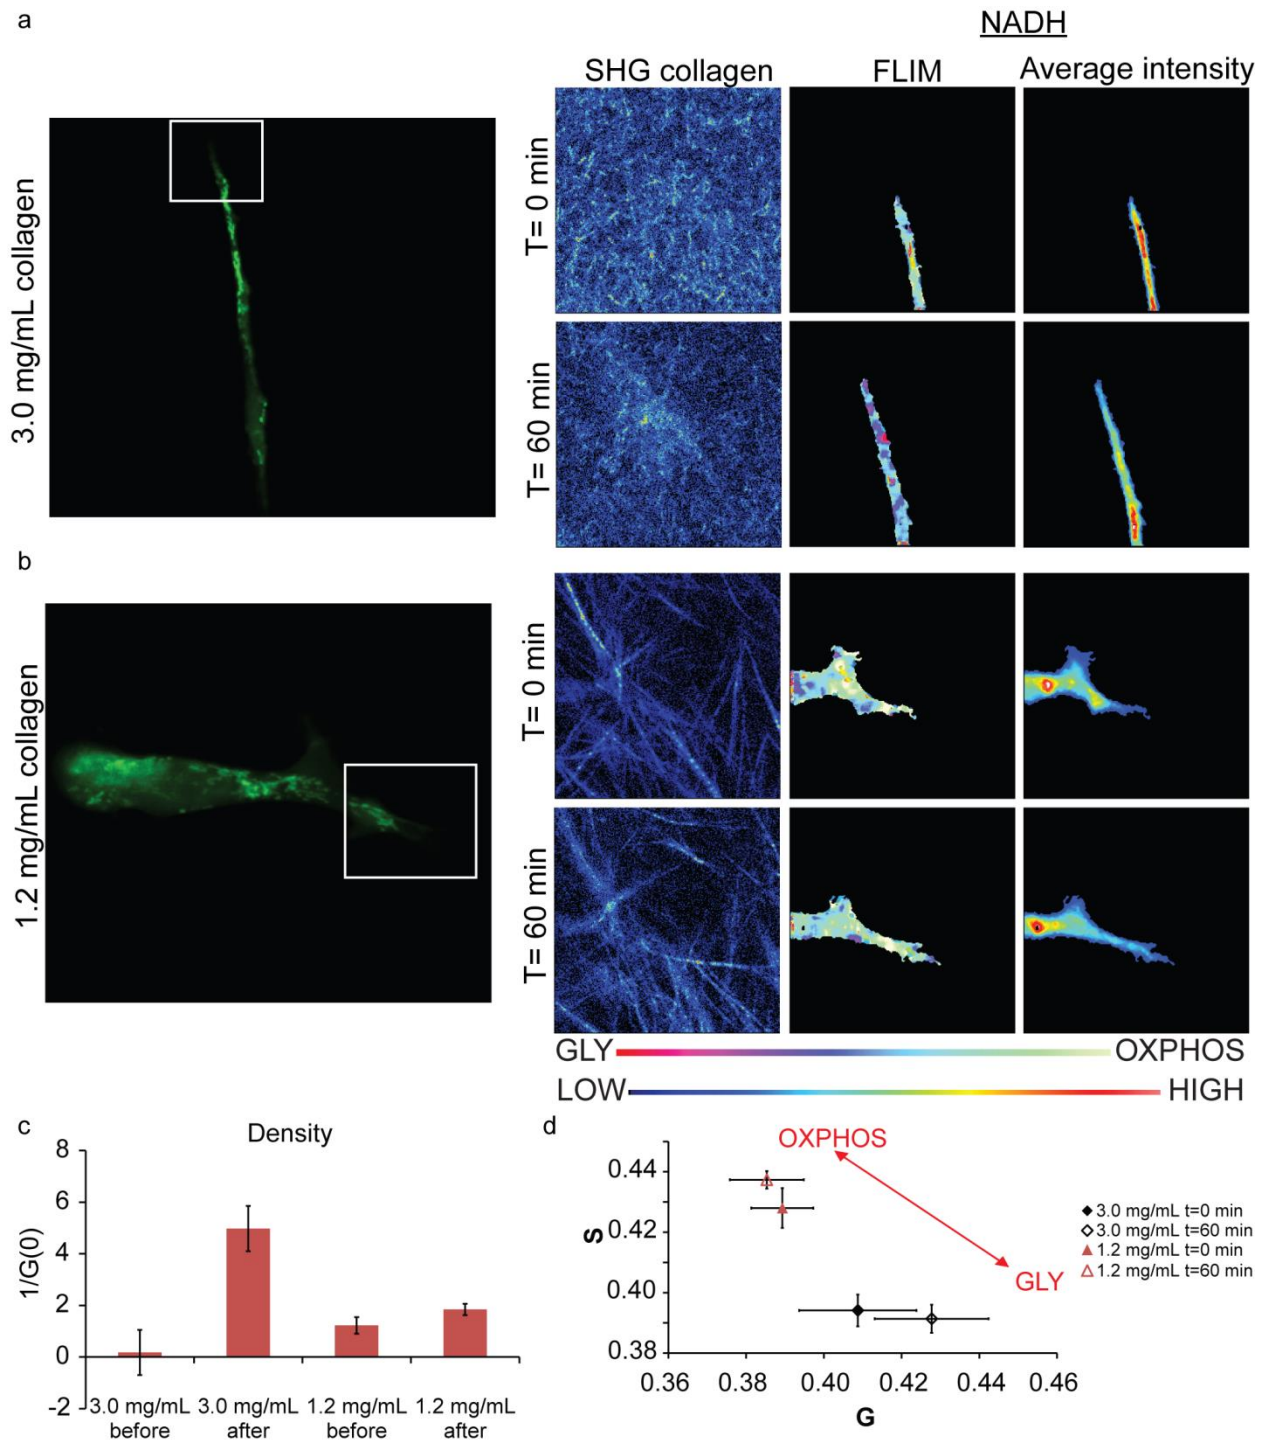 a
NADH
SHG collagen
FLIM
Average intensity
3.0 mg/mL collagen
T= 0 min
T= 60 min
b
1.2 mg/mL collagen
T= 0 min
T= 60 min
GLY
OXPHOS
LOW
HIGH
c
Density
8
6
4
2
0
-2
1/G(0)
3.0 mg/mL before
3.0 mg/mL after
1.2 mg/mL before
1.2 mg/mL after
d
OXPHOS
GLY
0.44
0.42
0.40
0.38
S
0.36
0.38
0.40
0.42
0.44
0.46
G
3.0 mg/mL t=0 min
3.0 mg/mL t=60 min
1.2 mg/mL t=0 min
1.2 mg/mL t=60 min